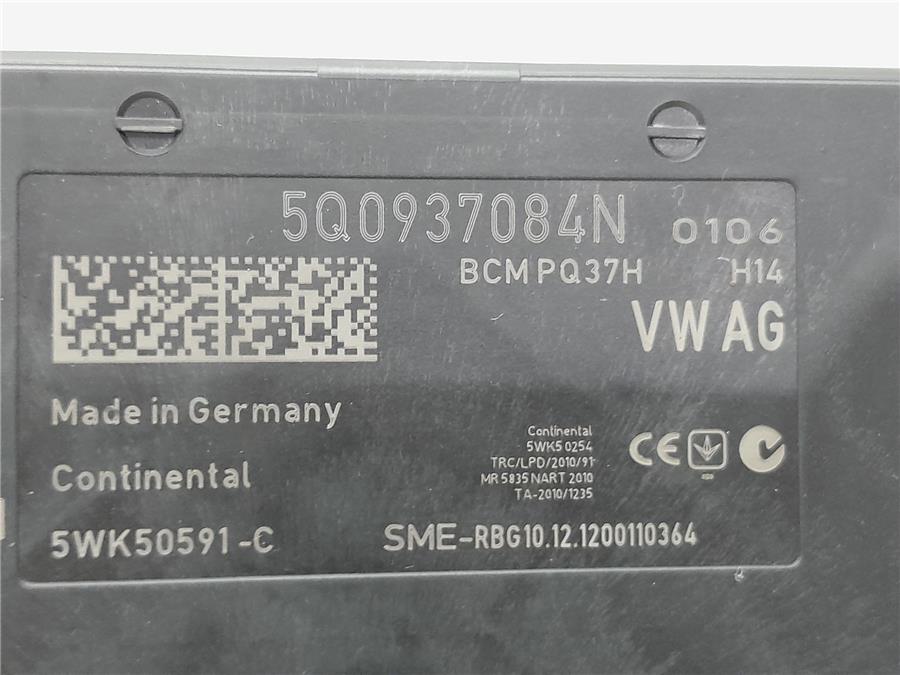 5Q0937084N 0106
BCM PQ37H H14
VW AG
Made in Germany
Continental
5WK50591-C
Continental
5WK5 0254
TRC/LPD/2010/91
MR 5835 NART 2010
TA-2010/1235
CE
SME-RBG10.12.1200110364